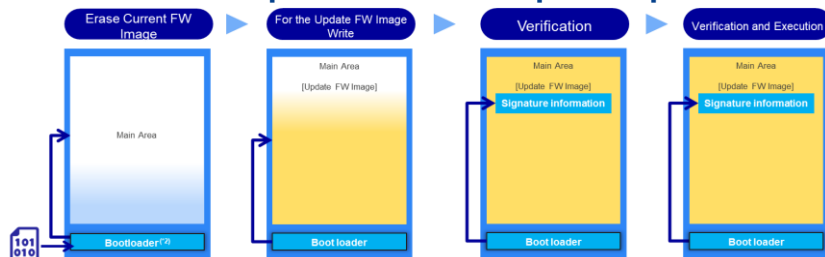 Erase Current FW
Image
For the Update FW Image
Write
Verification
Verification and Execution
Main Area
Bootloader(*2)
101
010
Main Area
[Update FW Image]
Boot loader
Main Area
[Update FW Image]
Signature information
Boot loader
Main Area
[Update FW Image]
Signature information
Boot loader